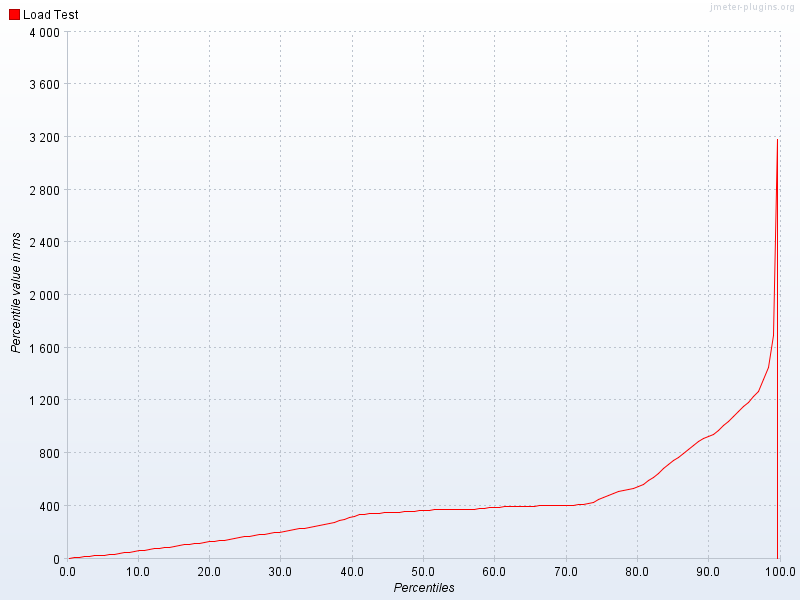 Load Test
jmeter-plugins.org
4 000
3 600
3 200
2 800
2 400
2 000
1 600
1 200
800
400
0
Percentile value in ms
0.0 10.0 20.0 30.0 40.0 50.0 60.0 70.0 80.0 90.0 100.0
Percentiles